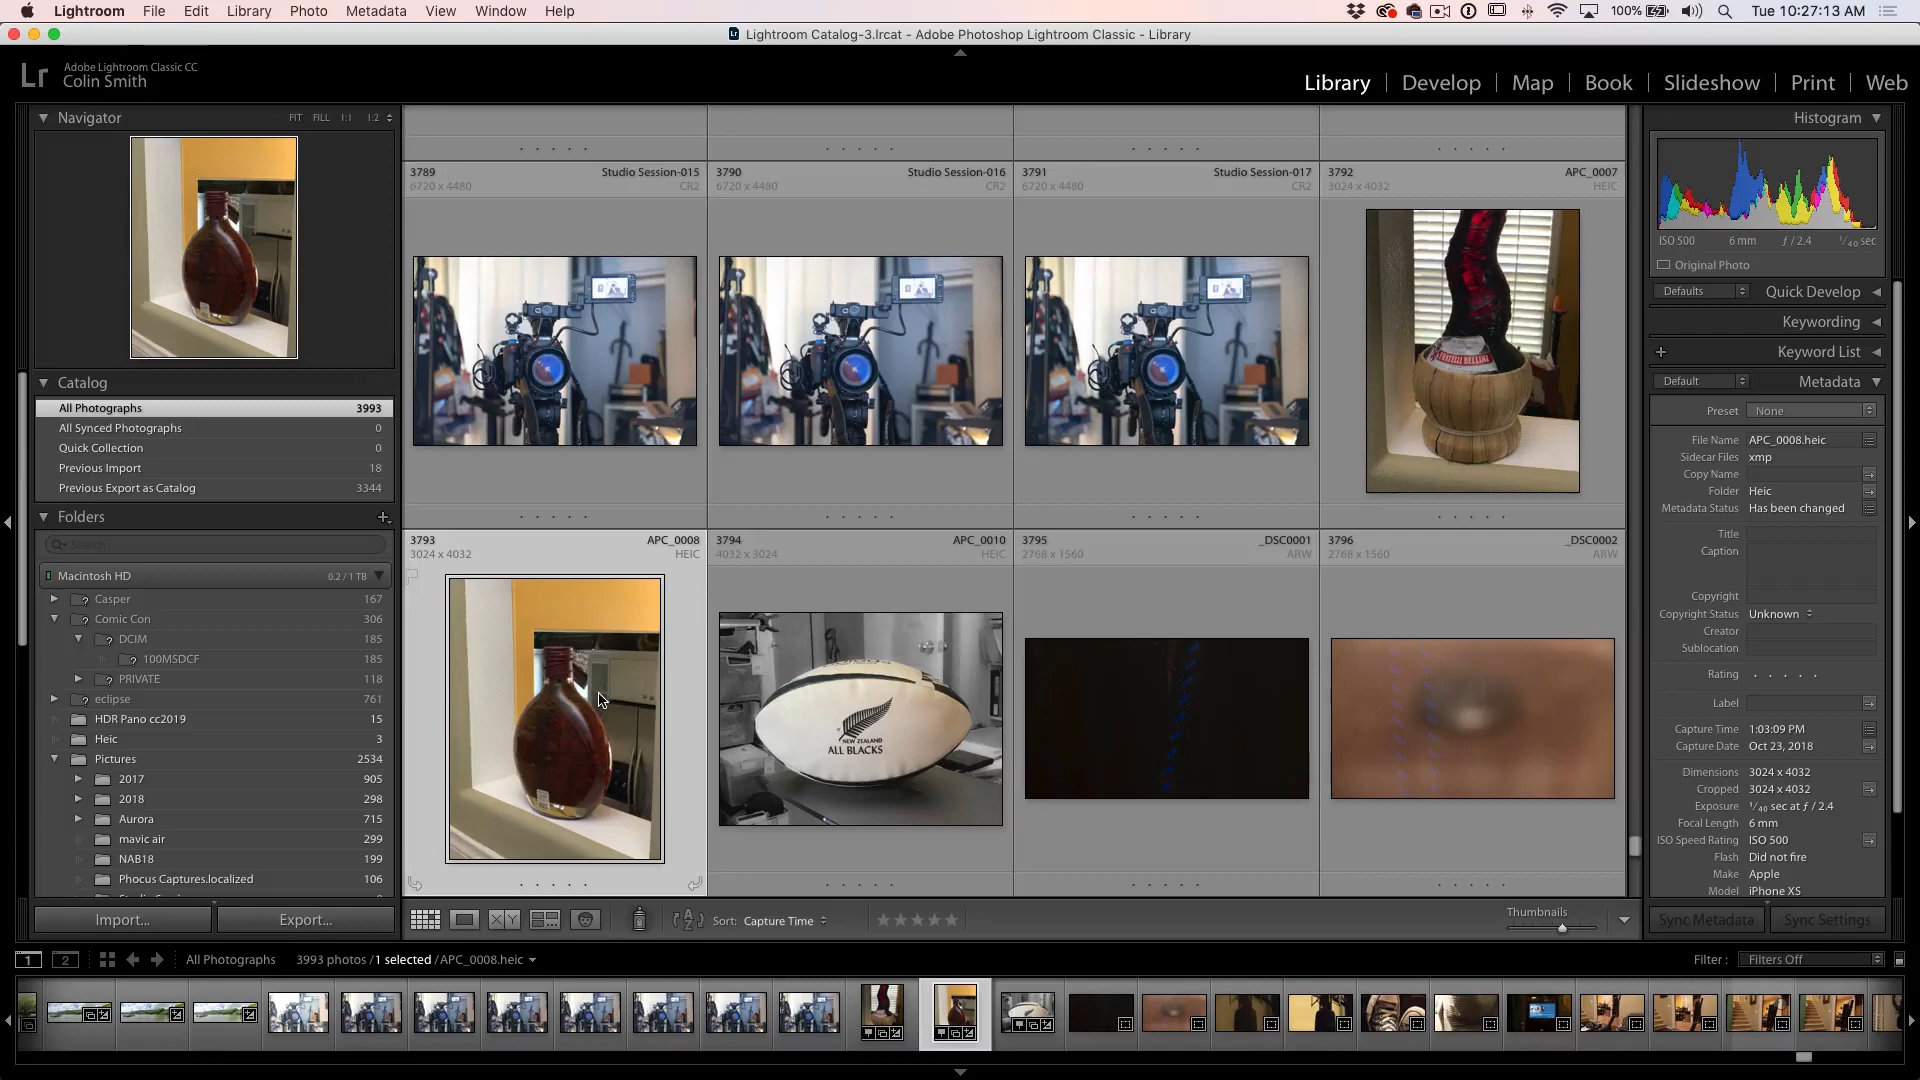 Lightroom File Edit Library Photo Metadata View Window Help 100% Tue 10:27:13 AM
Lightroom Catalog-3.lrcat - Adobe Photoshop Lightroom Classic - Library
Lr Adobe Lightroom Classic CC
Colin Smith
Library | Develop | Map | Book | Slideshow | Print | Web
Navigator FIT FILL 1:1 1:2
Catalog
All Photographs 3993
All Synced Photographs 0
Quick Collection 0
Previous Import 18
Previous Export as Catalog 3344
Folders
Search
Macintosh HD 0.2 / 1 TB
Casper 167
Comic Con 306
DCIM 185
100MSDCF 185
PRIVATE 118
eclipse 761
HDR Pano cc2019 15
Heic 3
Pictures 2534
2017 905
2018 298
Aurora 715
mavic air 299
NAB18 199
Phocus Captures.localized 106
Import... Export...
3789 Studio Session-015
6720 x 4480 CR2
3790 Studio Session-016
6720 x 4480 CR2
3791 Studio Session-017
6720 x 4480 CR2
3792 APC_0007
3024 x 4032 HEIC
FRATELLI BELLINI
3793 APC_0008
3024 x 4032 HEIC
3794 APC_0010
4032 x 3024 HEIC
NEW ZEALAND
ALL BLACKS
3795 _DSC0001
2768 x 1560 ARW
3796 _DSC0002
2768 x 1560 ARW
X Y Sort: Capture Time Thumbnails
Histogram
ISO 500 6 mm ƒ / 2.4 1/40 sec
Original Photo
Defaults Quick Develop
Keywording
Keyword List
Default Metadata
Preset None
File Name APC_0008.heic
Sidecar Files xmp
Copy Name
Folder Heic
Metadata Status Has been changed
Title
Caption
Copyright
Copyright Status Unknown
Creator
Sublocation
Rating
Label
Capture Time 1:03:09 PM
Capture Date Oct 23, 2018
Dimensions 3024 x 4032
Cropped 3024 x 4032
Exposure 1/40 sec at ƒ / 2.4
Focal Length 6 mm
ISO Speed Rating ISO 500
Flash Did not fire
Make Apple
Model iPhone XS
Sync Metadata Sync Settings
1 2 All Photographs 3993 photos / 1 selected / APC_0008.heic Filter : Filters Off